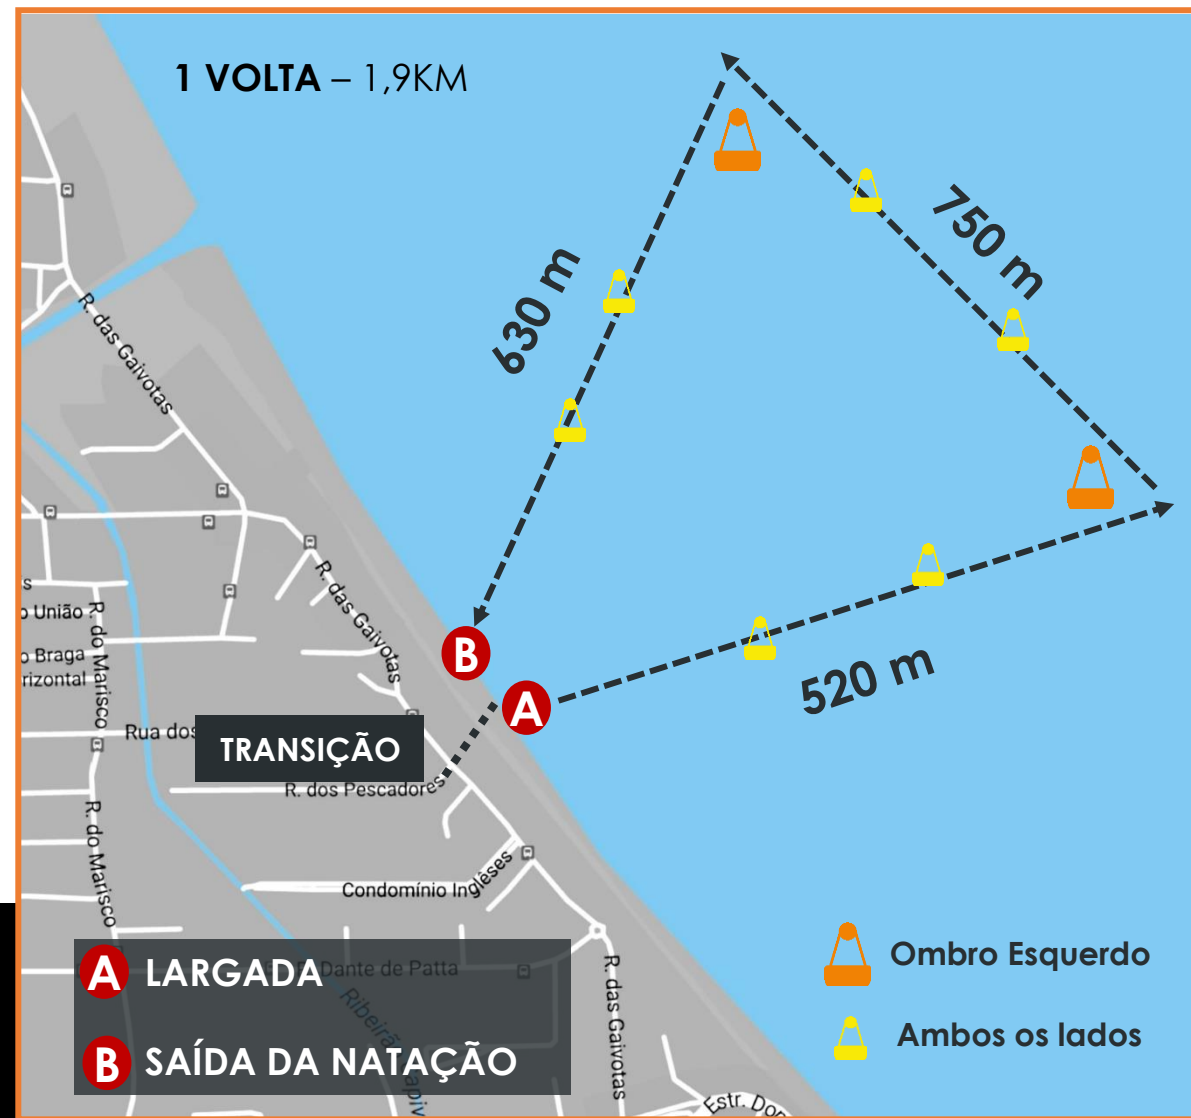 1 VOLTA – 1,9KM
750 m
630 m
R. das Gaivotas
s
o União
R. do Marisco
R. das Gaivotas
o Braga
rizontal
B
520 m
A
Rua dos
TRANSIÇÃO
R. dos Pescadores
R. do Marisco
Condomínio Inglêses
Ombro Esquerdo
A LARGADA
Dante de Patta
R. das Gaivotas
Ambos os lados
B SAÍDA DA NATAÇÃO
Estr. Dom